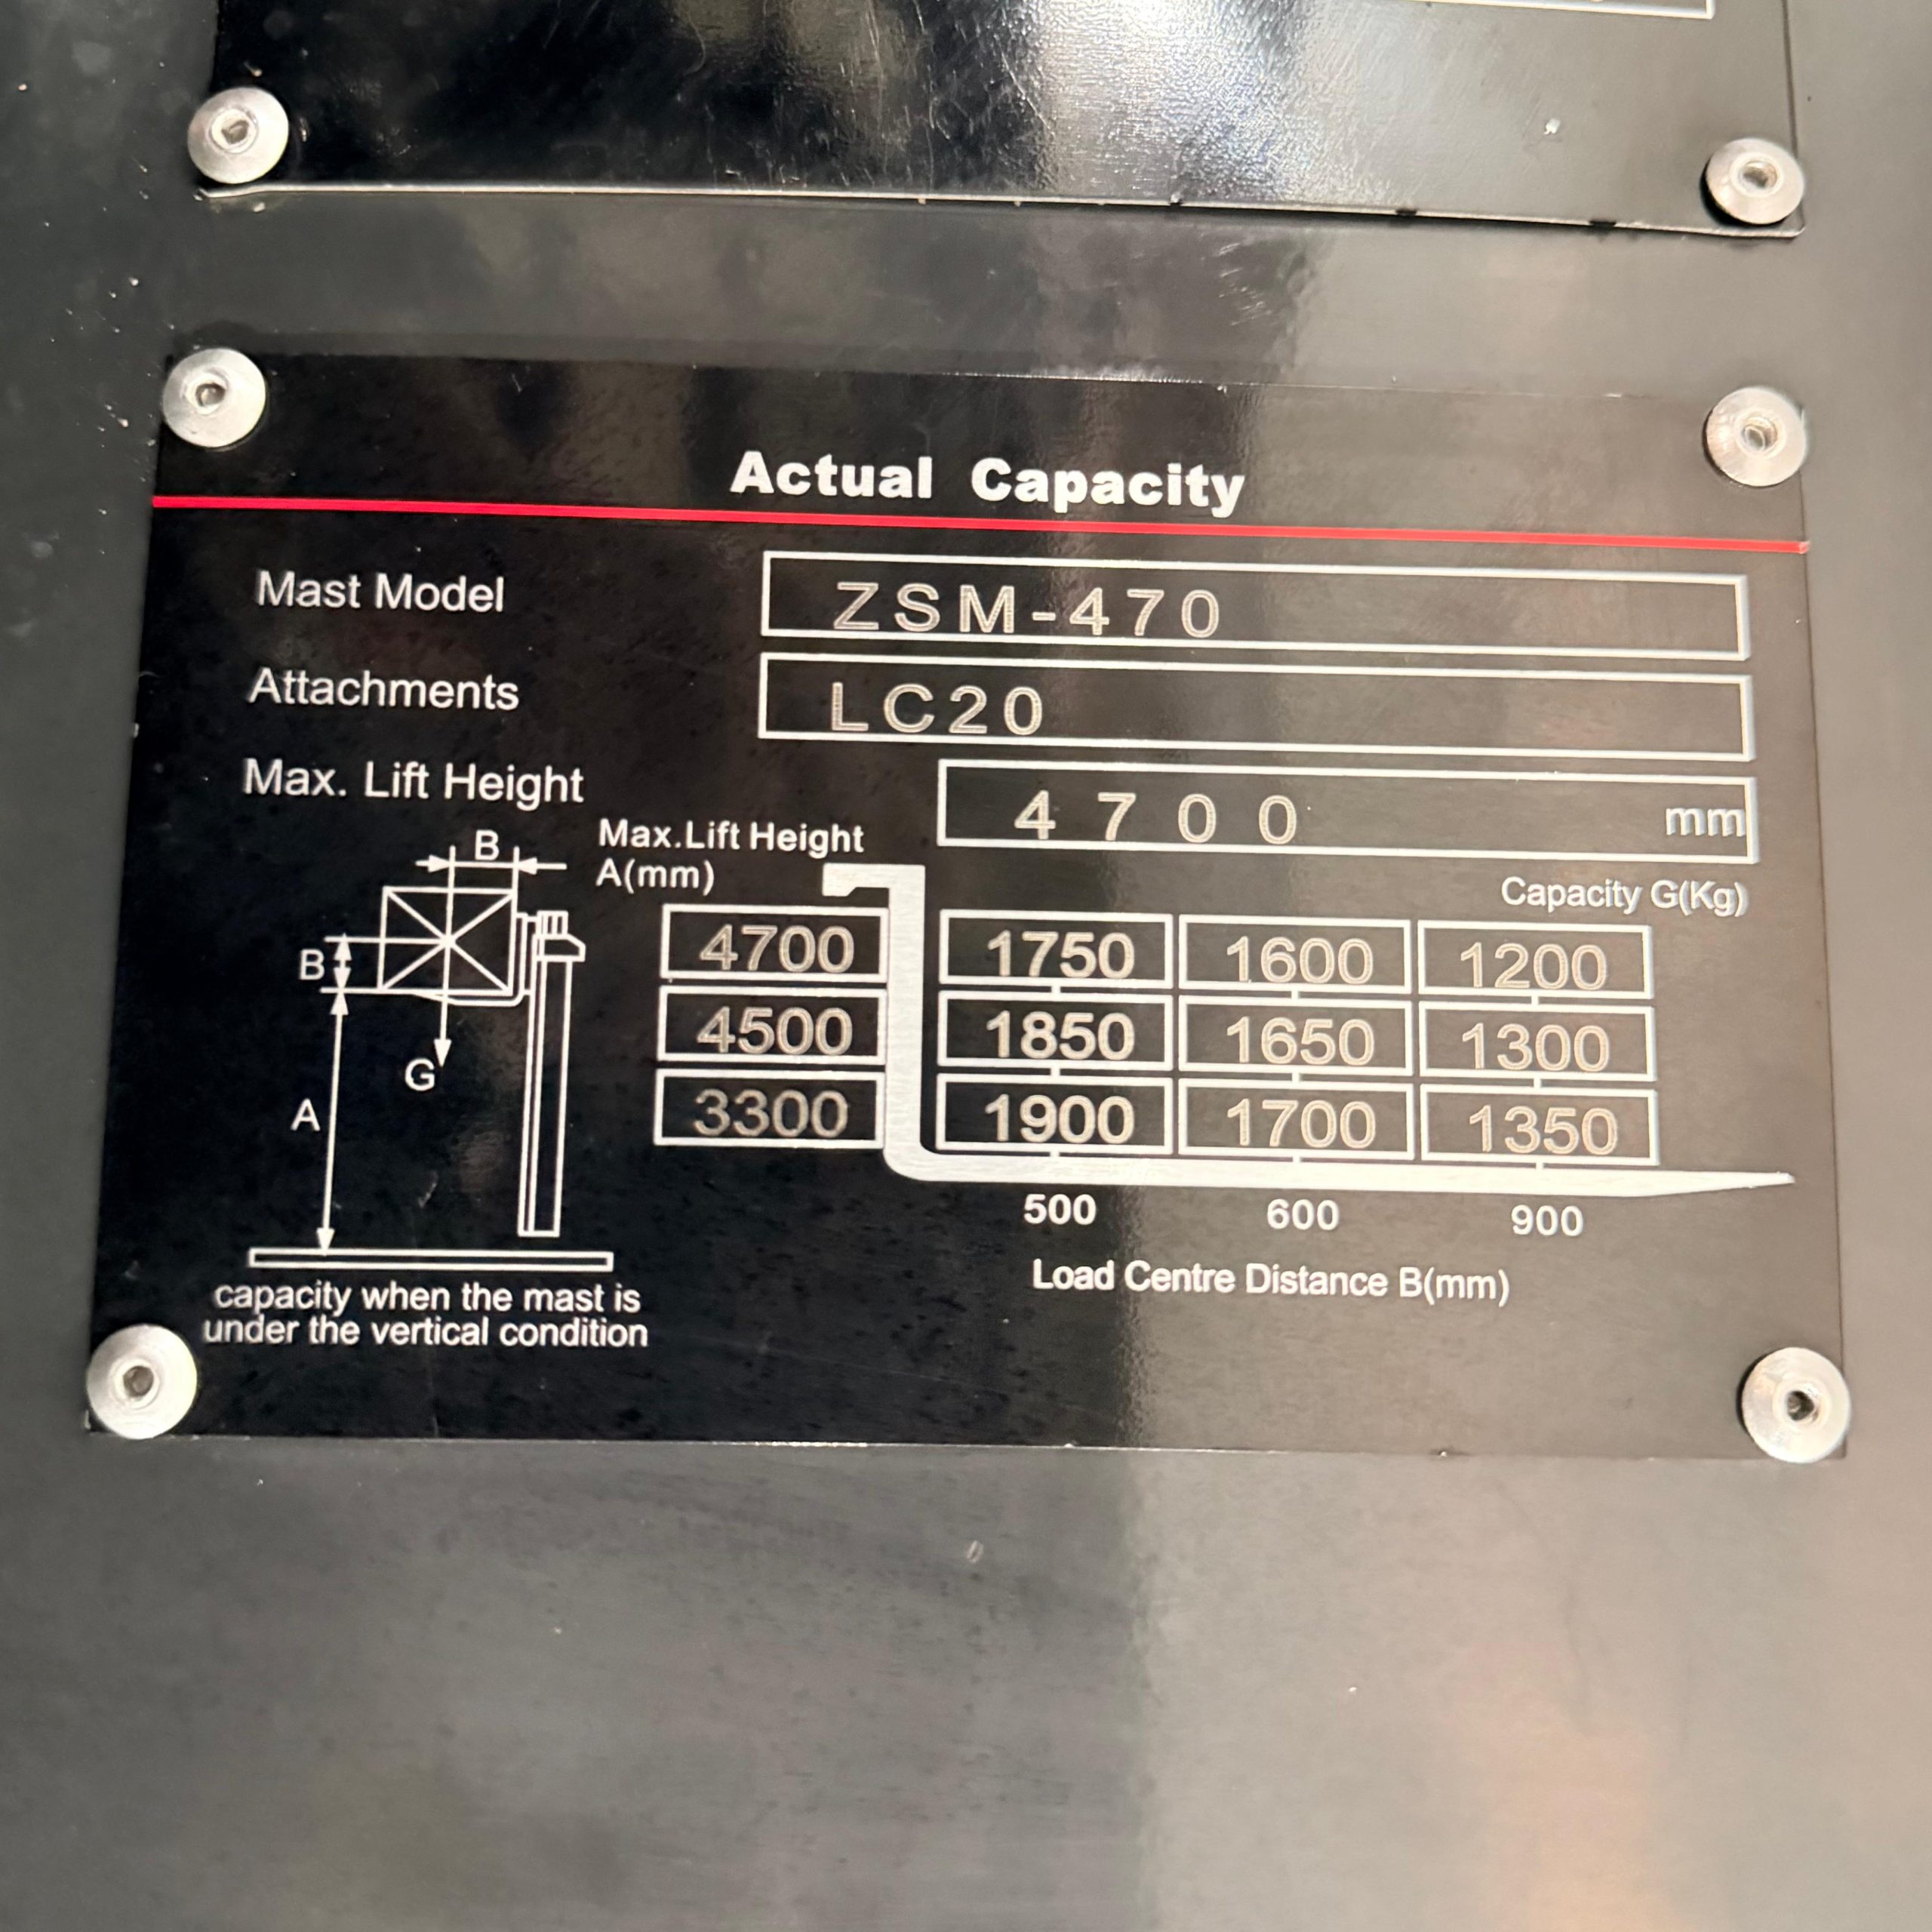 Actual Capacity
Mast Model ZSM-470
Attachments LC20
Max. Lift Height 4700 mm
B
Max.Lift Height
A(mm)
Capacity G(Kg)
4700 1750 1600 1200
B
4500 1850 1650 1300
G
A
3300 1900 1700 1350
500 600 900
Load Centre Distance B(mm)
capacity when the mast is
under the vertical condition